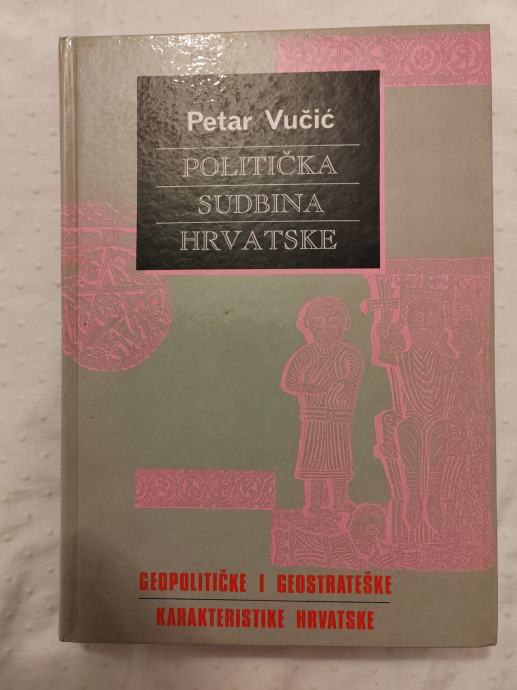 Petar Vučić
POLITIČKA
SUDBINA
HRVATSKE
GEOPOLITIČKE I GEOSTRATEŠKE
KARAKTERISTIKE HRVATSKE